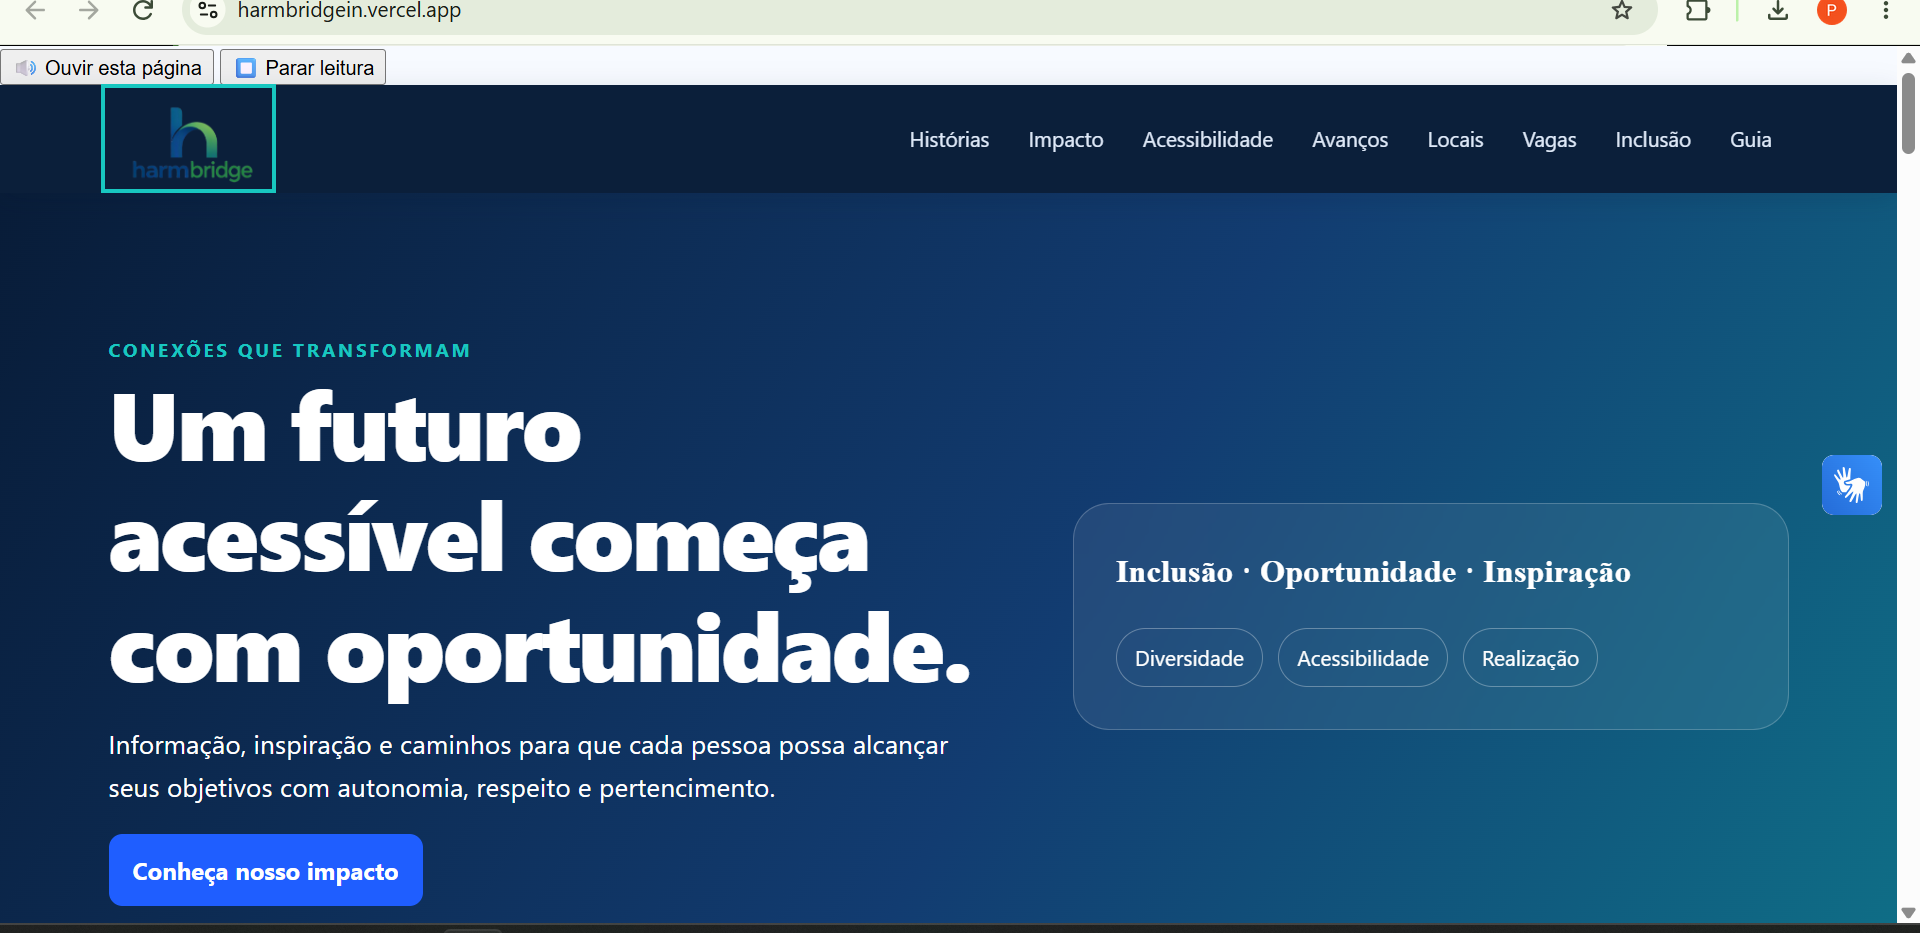 harmbridgein.vercel.app
P
Ouvir esta página
Parar leitura
h
harmbridge
Histórias
Impacto
Acessibilidade
Avanços
Locais
Vagas
Inclusão
Guia
CONEXÕES QUE TRANSFORMAM
Um futuro
acessível começa
com oportunidade.
Informação, inspiração e caminhos para que cada pessoa possa alcançar
seus objetivos com autonomia, respeito e pertencimento.
Conheça nosso impacto
Inclusão · Oportunidade · Inspiração
Diversidade
Acessibilidade
Realização